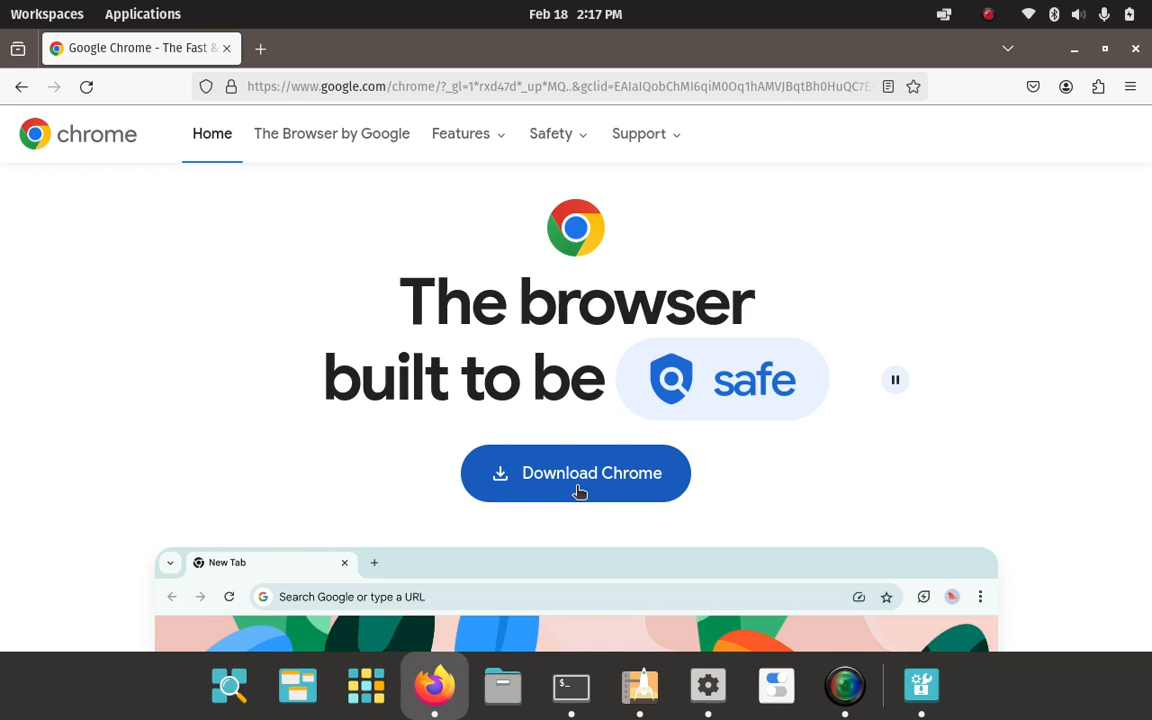 Workspaces Applications Feb 18 2:17 PM
Google Chrome - The Fast &
https://www.google.com/chrome/?_gl=1*rxd47d*_up*MQ..&gclid=EAIaIQobChMI6qiM0Oq1hAMVJBqtBh0HuQC7E
chrome Home The Browser by Google Features Safety Support
The browser
built to be safe
Download Chrome
New Tab
Search Google or type a URL
$_